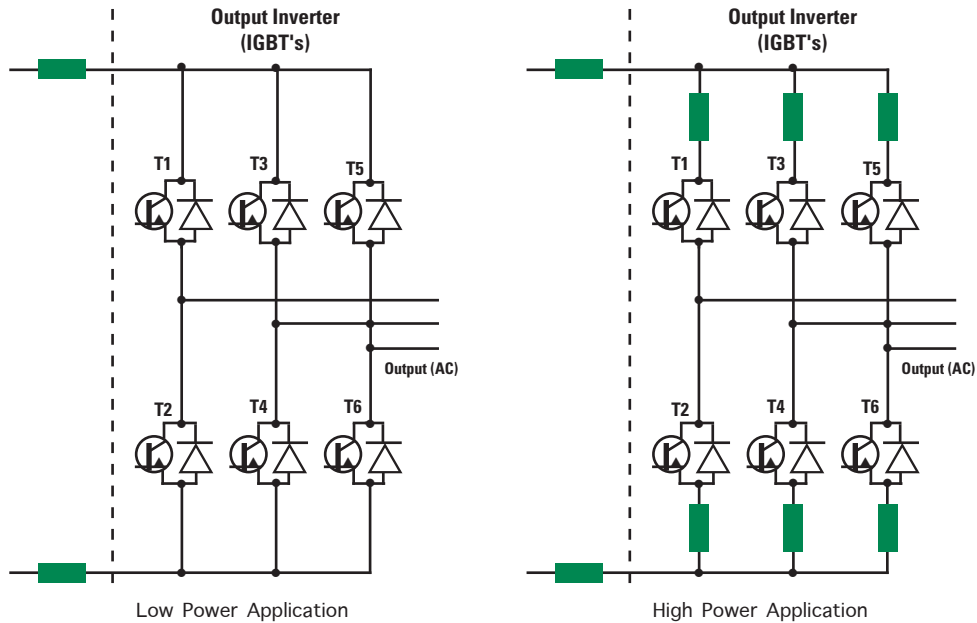 Output Inverter
(IGBT's)
T1
T3
T5
T2
T4
T6
Output (AC)
Low Power Application
Output Inverter
(IGBT's)
T1
T3
T5
T2
T4
T6
Output (AC)
High Power Application